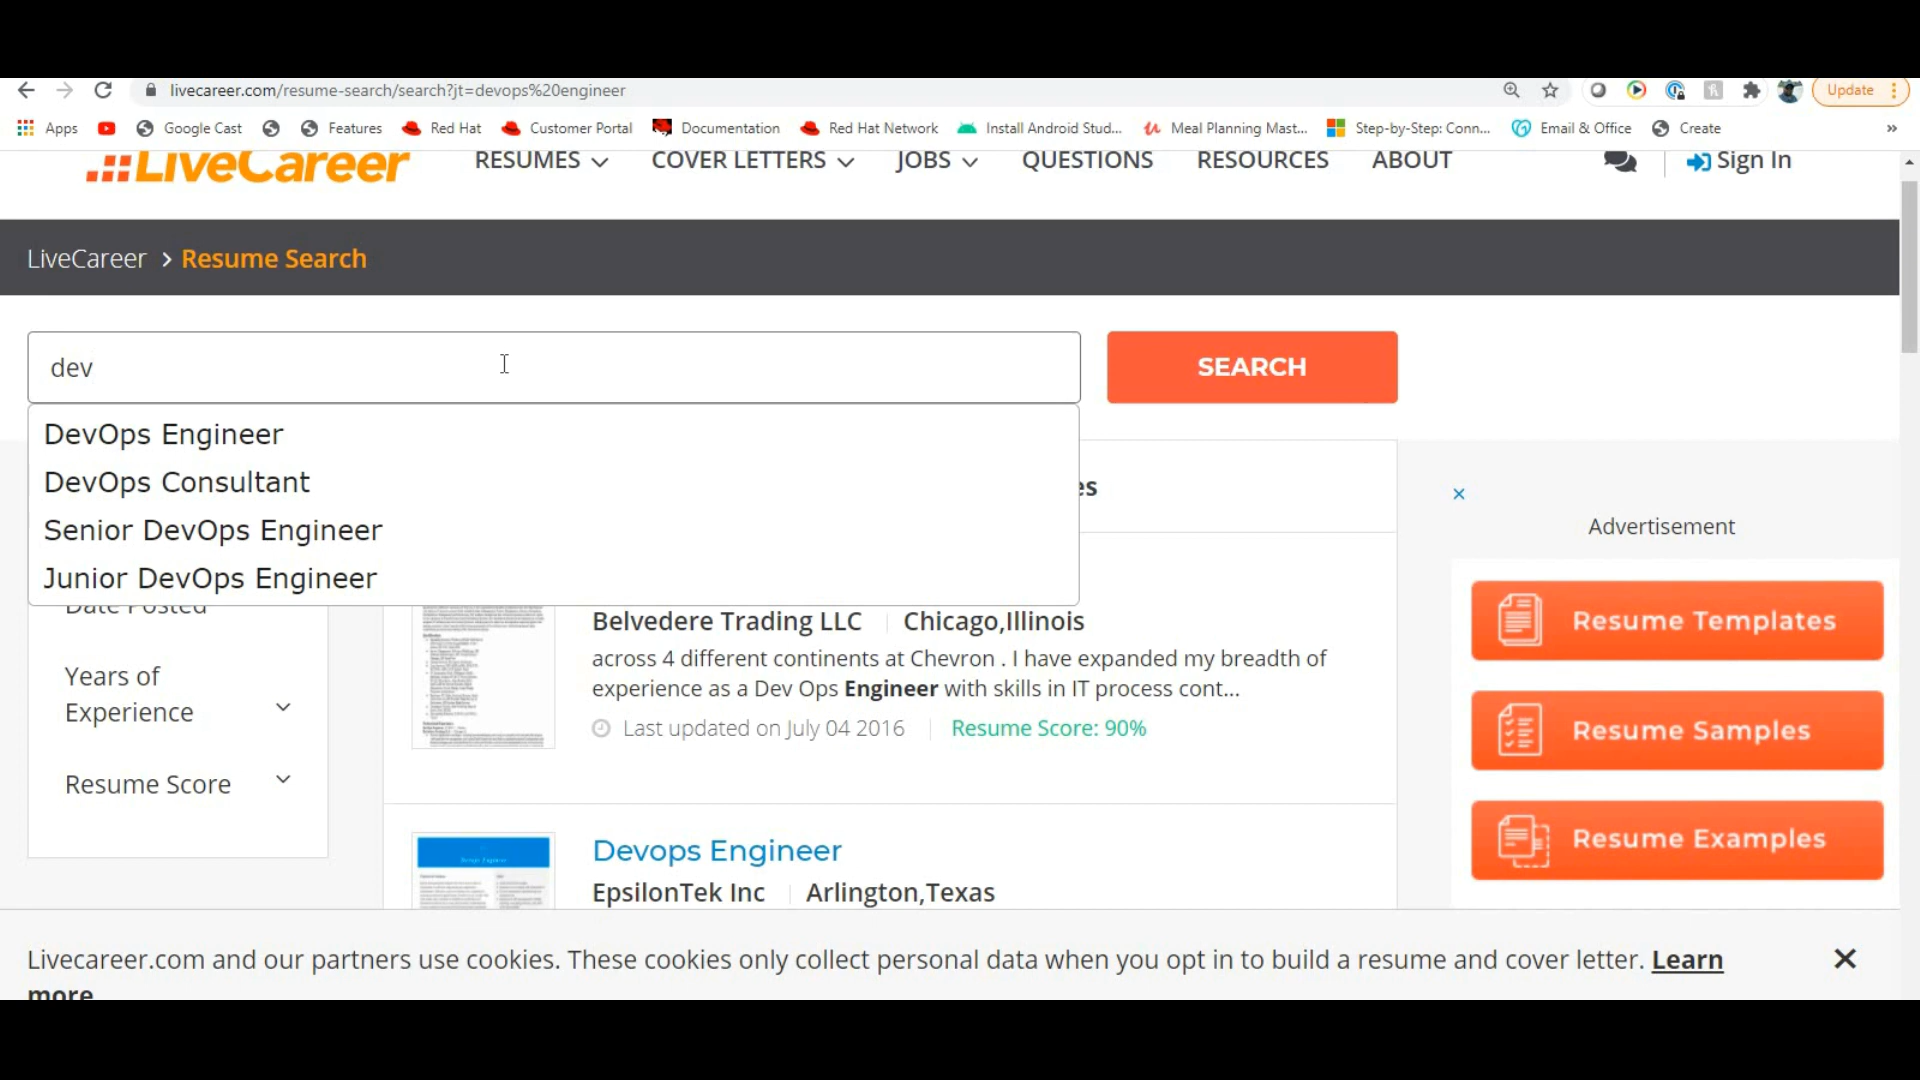 livecareer.com/resume-search/search?jt=devops%20engineer
Update
Apps
Google Cast
Features
Red Hat
Customer Portal
Documentation
Red Hat Network
Install Android Stud...
Meal Planning Mast...
Step-by-Step: Conn...
Email & Office
Create
»
LiveCareer
RESUMES
COVER LETTERS
JOBS
QUESTIONS
RESOURCES
ABOUT
Sign In
LiveCareer > Resume Search
dev
SEARCH
DevOps Engineer
DevOps Consultant
Senior DevOps Engineer
Junior DevOps Engineer
es
Date Posted
Years of
Experience
Resume Score
Belvedere Trading LLC
Chicago,Illinois
across 4 different continents at Chevron . I have expanded my breadth of
experience as a Dev Ops Engineer with skills in IT process cont...
Last updated on July 04 2016
Resume Score: 90%
Devops Engineer
Devops Engineer
EpsilonTek Inc
Arlington,Texas
Advertisement
Resume Templates
Resume Samples
Resume Examples
Livecareer.com and our partners use cookies. These cookies only collect personal data when you opt in to build a resume and cover letter. Learn
more